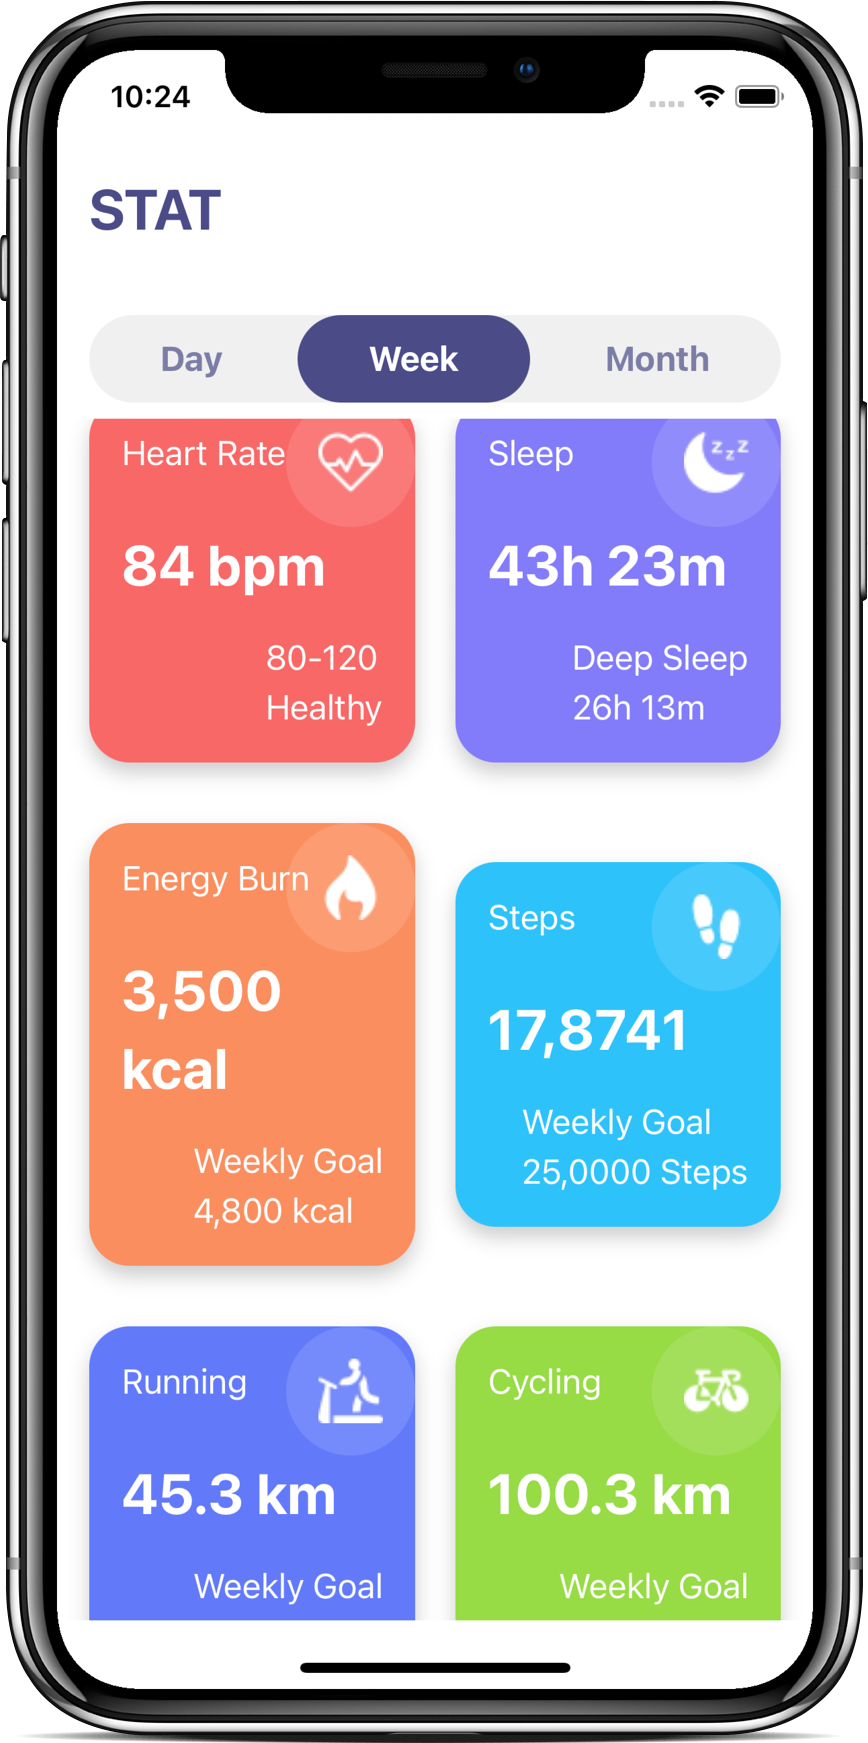 10:24
STAT
Day Week Month
Heart Rate
84 bpm
80-120
Healthy
Sleep
zzz
43h 23m
Deep Sleep
26h 13m
Energy Burn
3,500
kcal
Weekly Goal
4,800 kcal
Steps
17,8741
Weekly Goal
25,0000 Steps
Running
45.3 km
Weekly Goal
Cycling
100.3 km
Weekly Goal